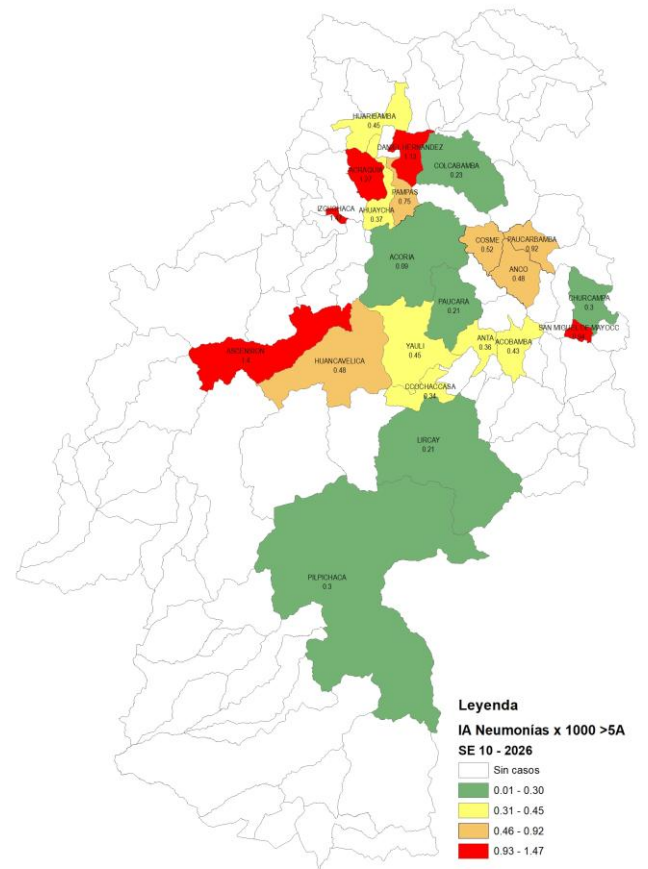 HUARIBAMBA
0.45
DANIEL HERNANDEZ
COLCABAMBA
0.23
ACRAQUIA
PAMPAS
0.75
IZCUCHACA
AHUAYCHA
0.37
COSME
0.52
PAUCARBAMBA
0.92
ACORIA
0.09
ANCO
0.48
PAUCARA
0.21
CHURCAMPA
0.3
SAN MIGUEL DE MAYOCC
ANTA
0.36
ACOBAMBA
0.43
YAULI
0.45
ASCENSION
HUANCAVELICA
0.48
CCOCHACCASA
0.34
LIRCAY
0.21
PILPICHACA
0.3
Leyenda
IA Neumonías x 1000 >5A
SE 10 - 2026
Sin casos
0.01 - 0.30
0.31 - 0.45
0.46 - 0.92
0.93 - 1.47